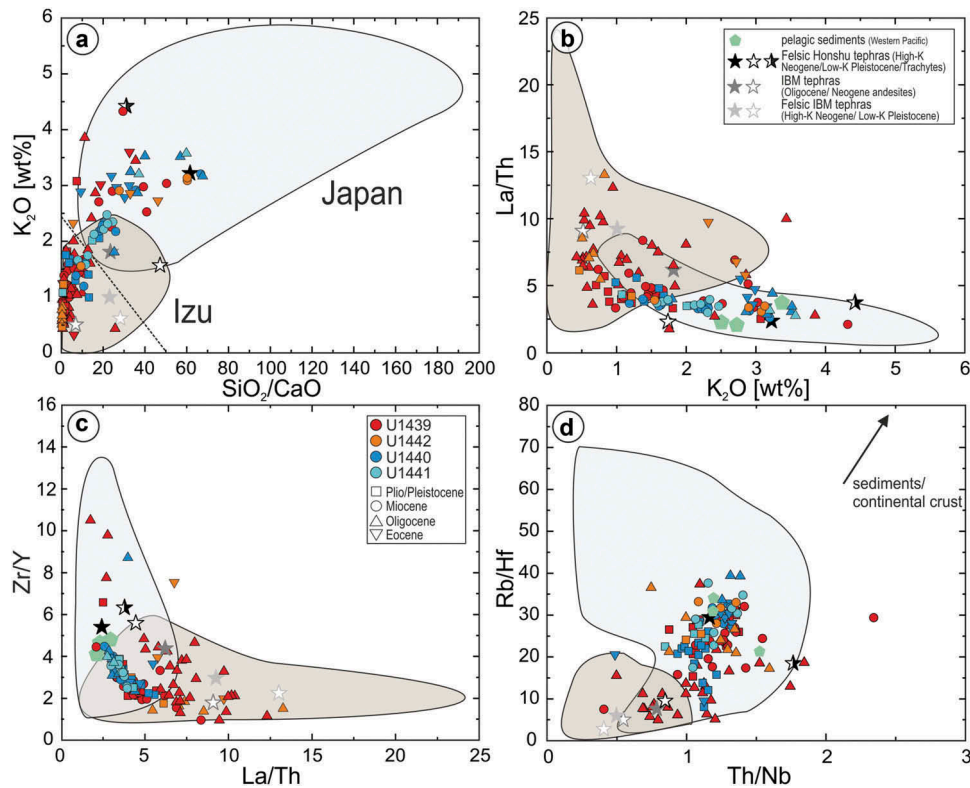 a
6
5
4
3
2
1
0
K₂O [wt%]
0 20 40 60 80 100 120 140 160 180 200
SiO₂/CaO
Japan
Izu
b
25
20
15
10
5
0
La/Th
0 1 2 3 4 5 6
K₂O [wt%]
pelagic sediments (Western Pacific)
Felsic Honshu tephras (High-K
Neogene/Low-K Pleistocene/Trachytes)
IBM tephras
(Oligocene/ Neogene andesites)
Felsic IBM tephras
(High-K Neogene/ Low-K Pleistocene)
c
16
14
12
10
8
6
4
2
0
Zr/Y
0 5 10 15 20 25
La/Th
U1439
U1442
U1440
U1441
Plio/Pleistocene
Miocene
Oligocene
Eocene
d
80
70
60
50
40
30
20
10
0
Rb/Hf
0 1 2 3
Th/Nb
sediments/
continental crust